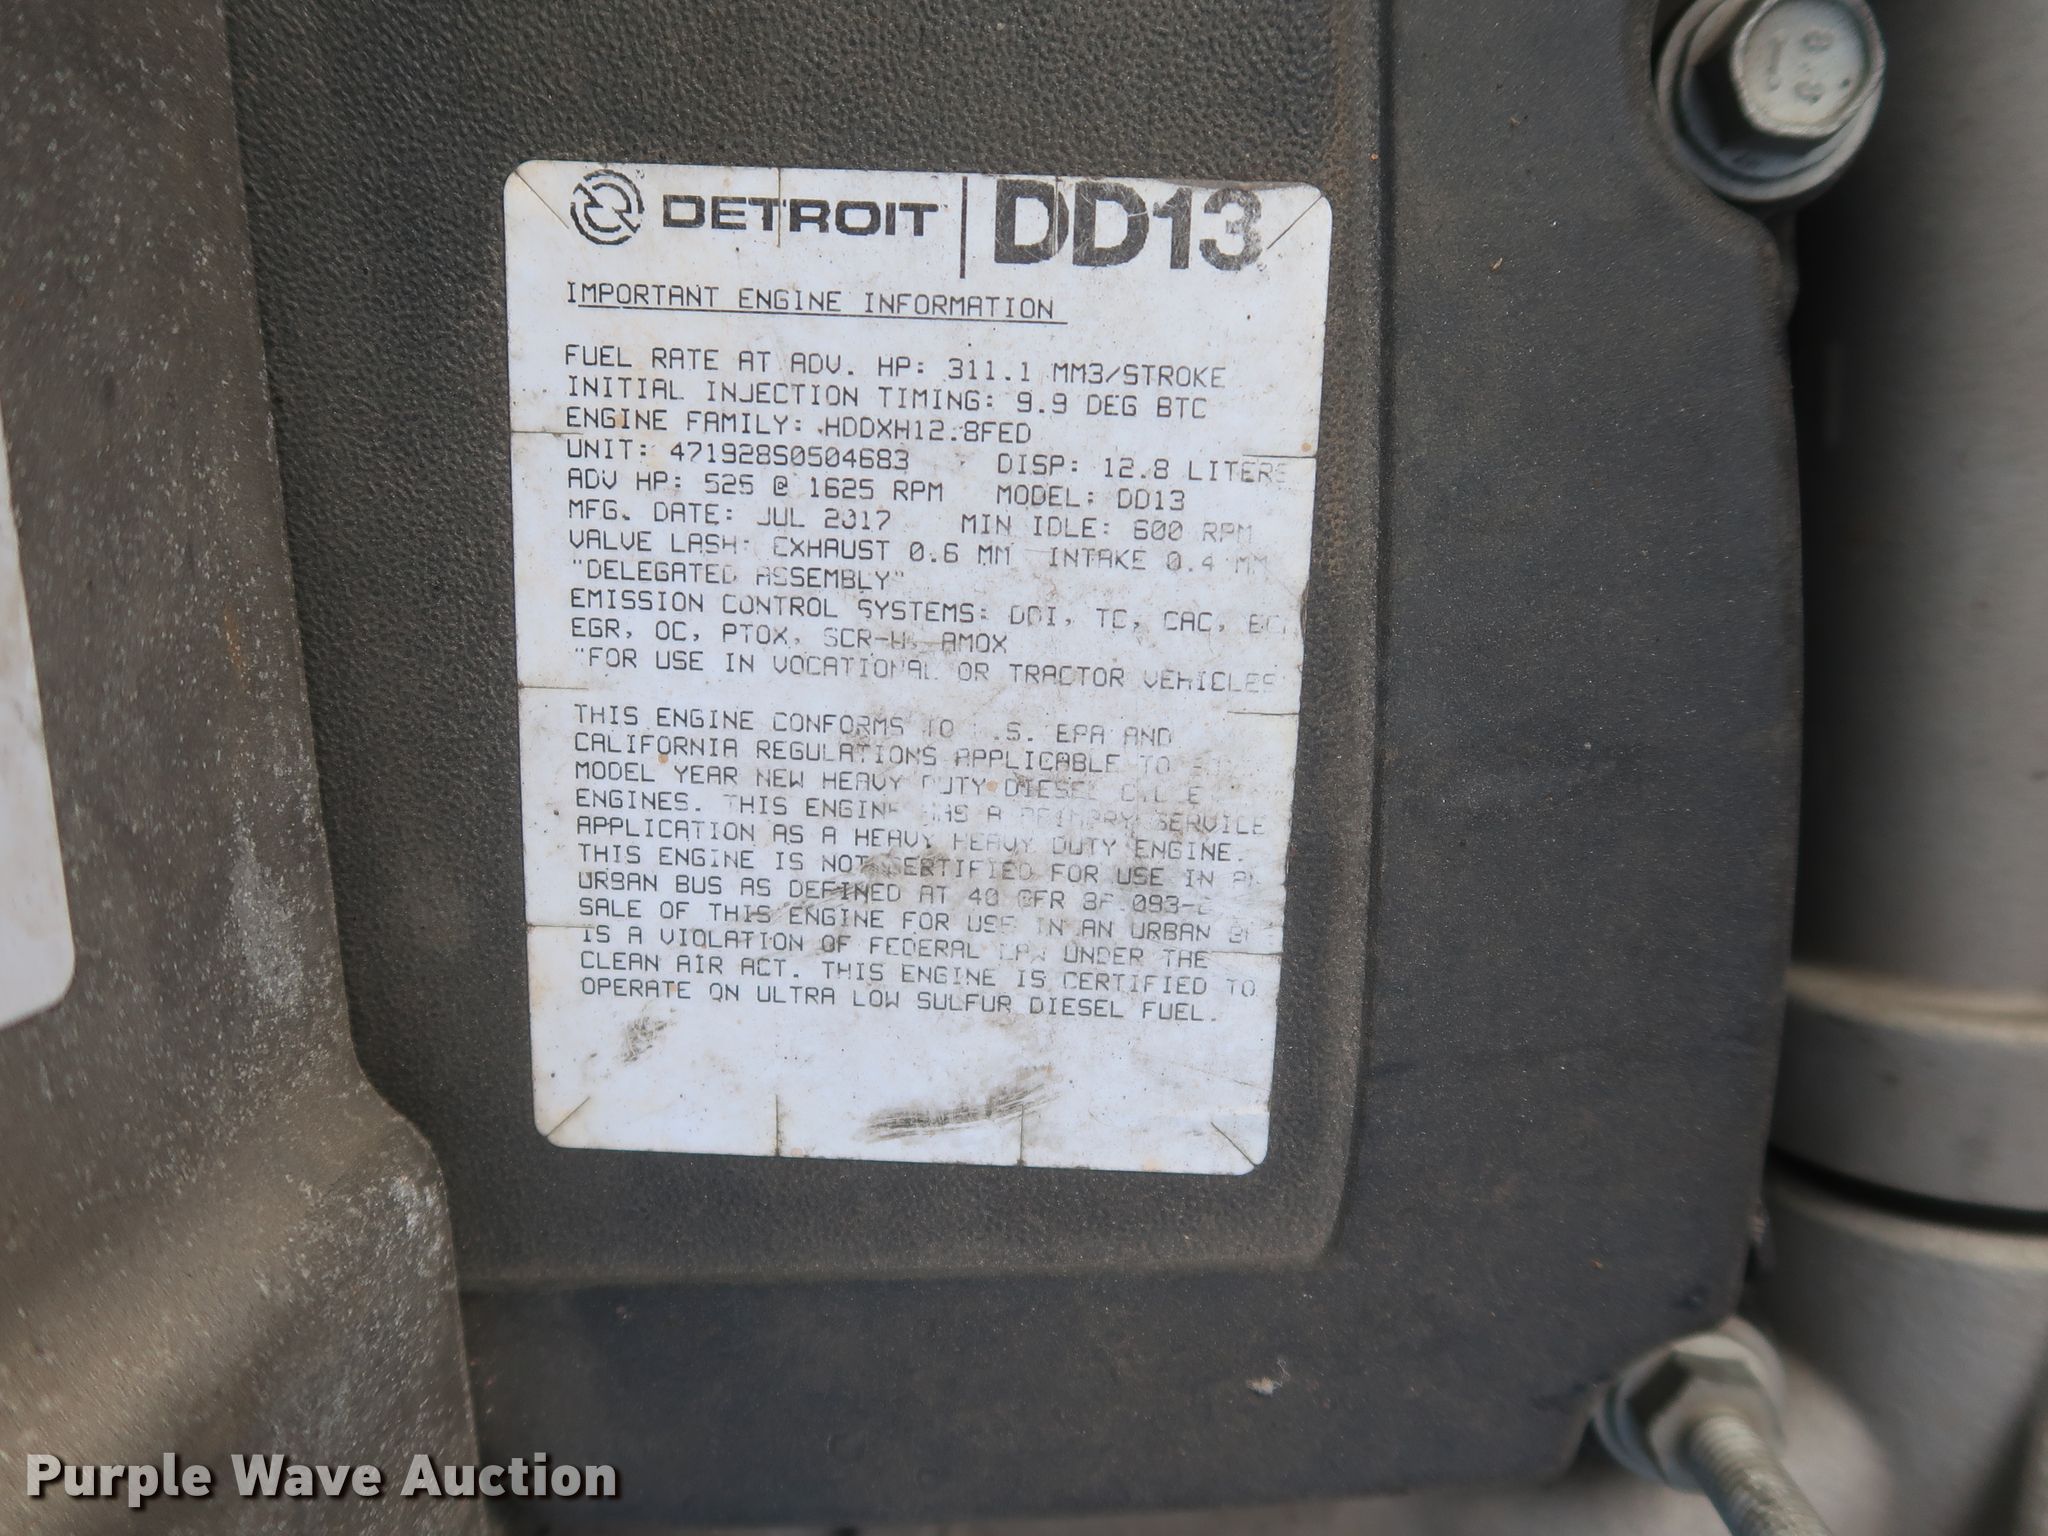 DETROIT DD13
IMPORTANT ENGINE INFORMATION
FUEL RATE AT ADV. HP: 311.1 MM3/STROKE
INITIAL INJECTION TIMING: 9.9 DEG BTC
ENGINE FAMILY: HDDXH12.8FED
UNIT: 471928S0504683 DISP: 12.8 LITERS
ADV HP: 525 @ 1625 RPM MODEL: DD13
MFG. DATE: JUL 2017 MIN IDLE: 600 RPM
VALVE LASH: EXHAUST 0.6 MM INTAKE 0.4 MM
"DELEGATED ASSEMBLY"
EMISSION CONTROL SYSTEMS: DDI, TC, CAC,
EGR, OC, PTOX, AMOX
"FOR USE IN VOCATIONAL OR TRACTOR VEHICLES
THIS ENGINE CONFORMS TO U.S. EPA AND
CALIFORNIA REGULATIONS APPLICABLE TO
MODEL YEAR NEW HEAVY DUTY DIESEL CYCLE
ENGINES. THIS ENGINE HAS A PRIMARY SERVICE
APPLICATION AS A HEAVY HEAVY DUTY ENGINE.
THIS ENGINE IS NOT CERTIFIED FOR USE IN AN
URBAN BUS AS DEFINED AT 40 CFR
SALE OF THIS ENGINE FOR USE IN AN URBAN
IS A VIOLATION OF FEDERAL LAW UNDER THE
CLEAN AIR ACT. THIS ENGINE IS CERTIFIED TO
OPERATE ON ULTRA LOW SULFUR DIESEL FUEL.
Purple Wave Auction